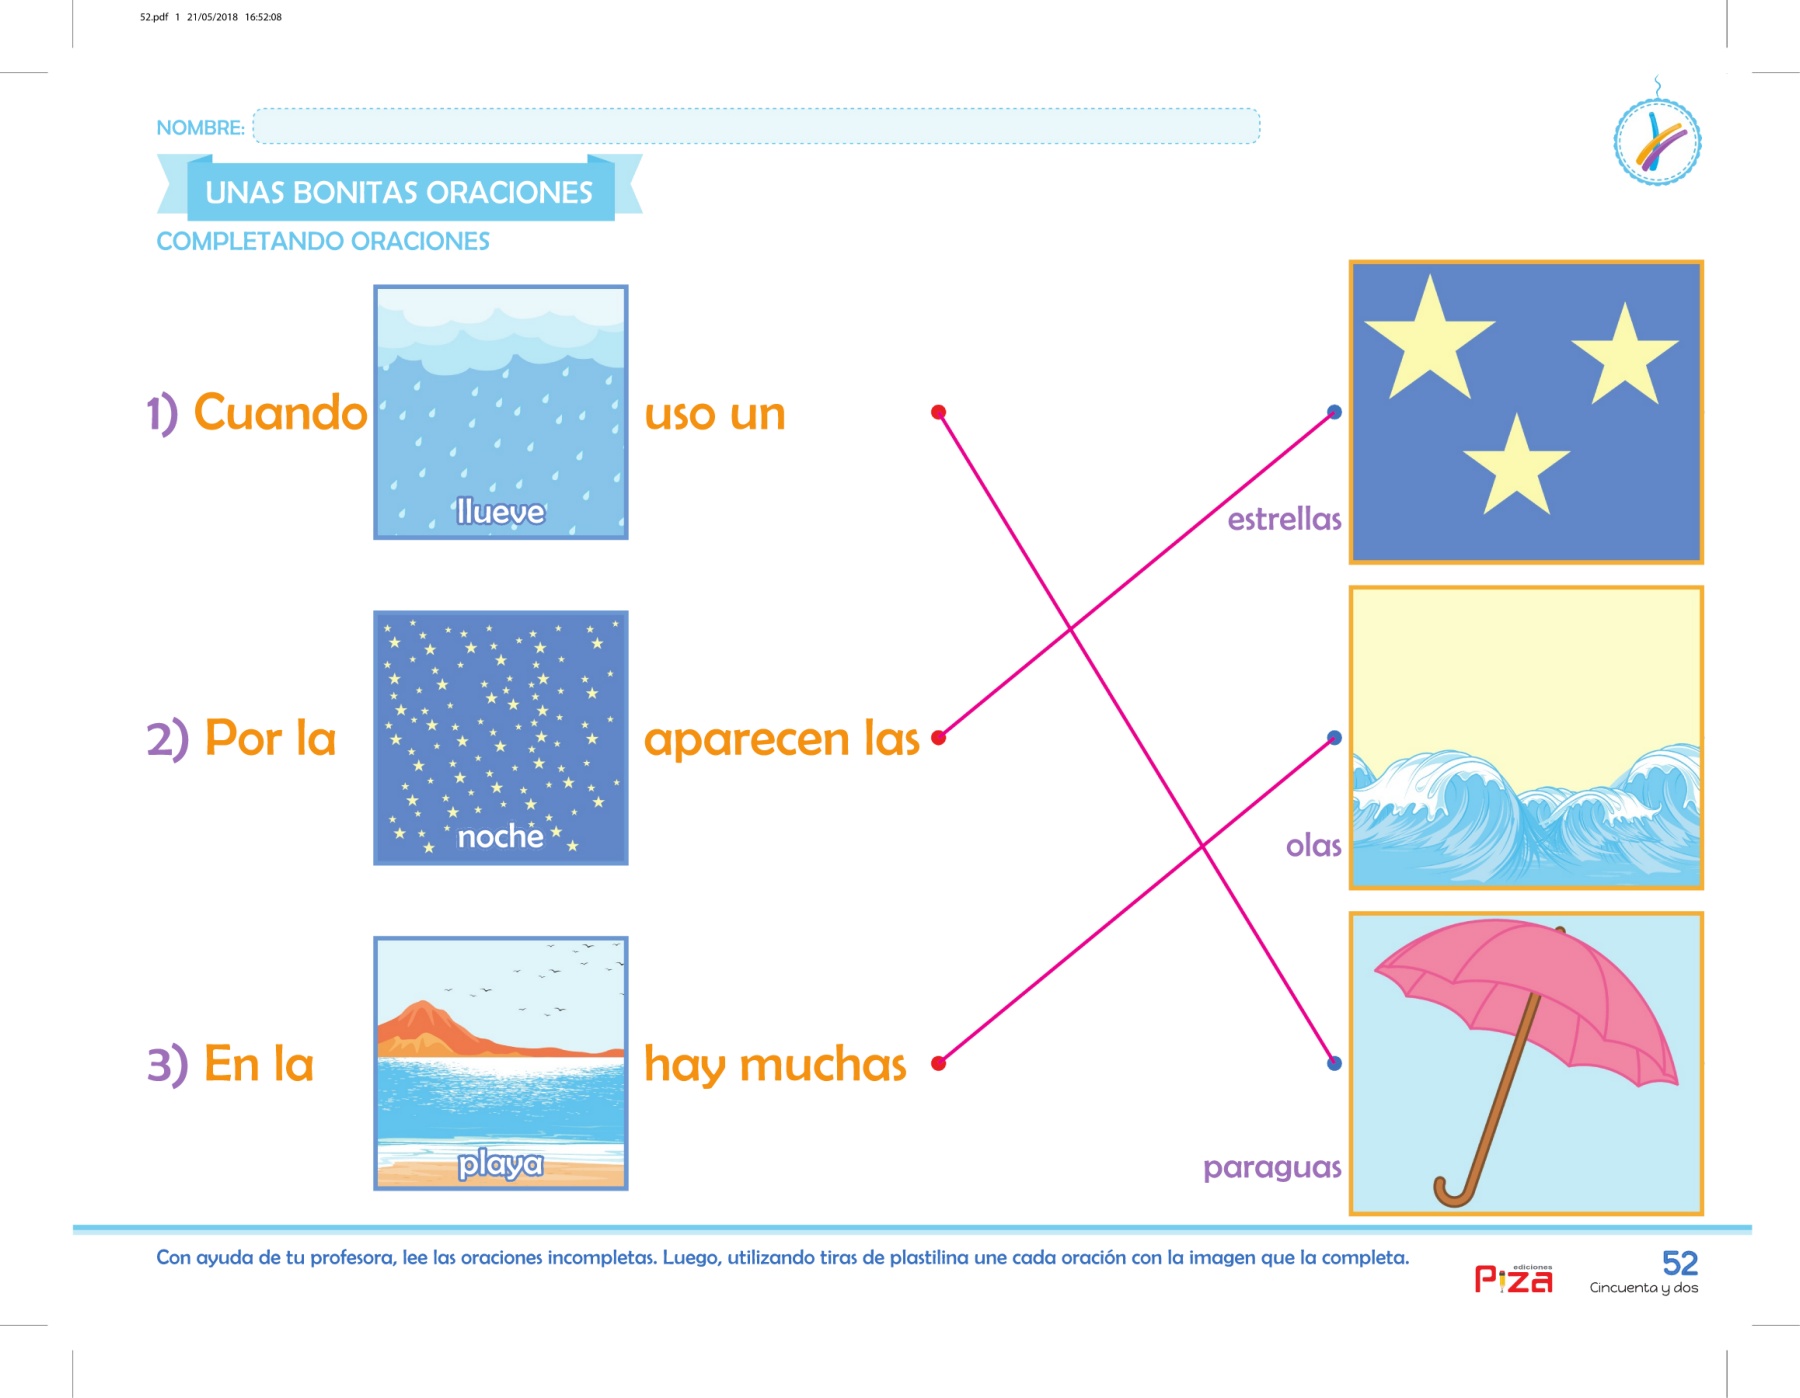 52.pdf 1 21/05/2018 16:52:08
NOMBRE:
UNAS BONITAS ORACIONES
COMPLETANDO ORACIONES
1) Cuando llueve uso un
estrellas
2) Por la noche aparecen las
olas
3) En la playa hay muchas
paraguas
Con ayuda de tu profesora, lee las oraciones incompletas. Luego, utilizando tiras de plastilina une cada oración con la imagen que la completa.
ediciones
Piza
52
Cincuenta y dos